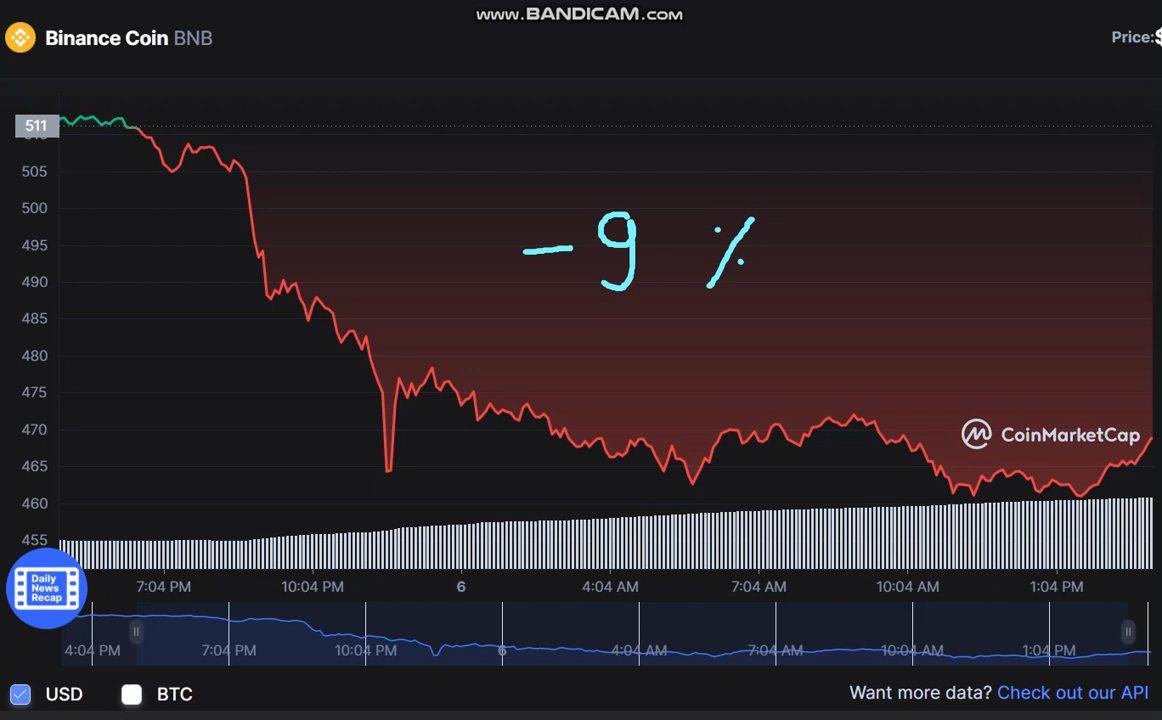 www.BANDICAM.com
Binance Coin BNB
Price:$
511
510
505
500
495
490
485
480
475
470
465
460
455
- 9 %
CoinMarketCap
Daily
News
Recap
7:04 PM 10:04 PM 6 4:04 AM 7:04 AM 10:04 AM 1:04 PM
4:04 PM 7:04 PM 10:04 PM 6 4:04 AM 7:04 AM 10:04 AM 1:04 PM
USD BTC
Want more data? Check out our API